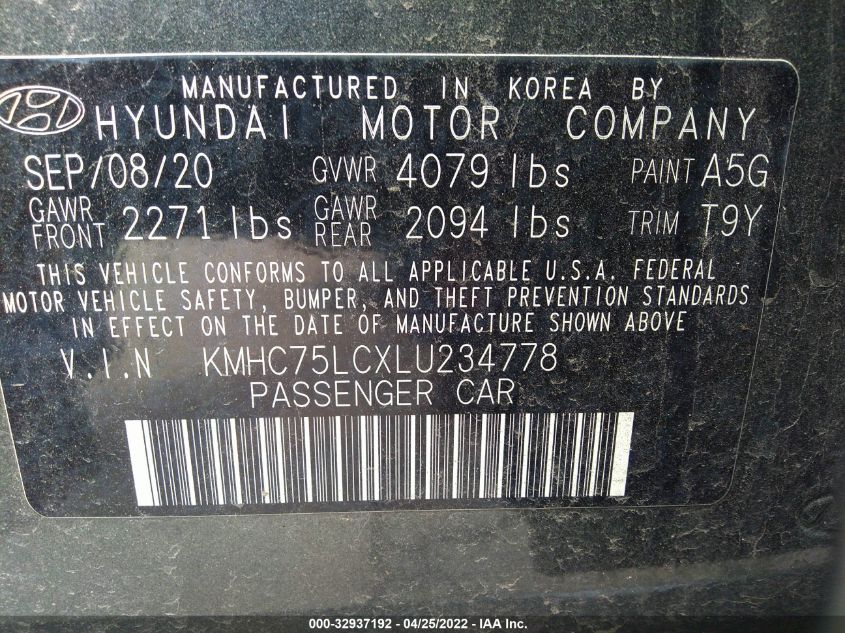 MANUFACTURED IN KOREA BY
HYUNDAI MOTOR COMPANY
SEP/08/20 GVWR 4079 lbs PAINT A5G
GAWR FRONT 2271 lbs GAWR REAR 2094 lbs TRIM T9Y
THIS VEHICLE CONFORMS TO ALL APPLICABLE U.S.A. FEDERAL
MOTOR VEHICLE SAFETY, BUMPER, AND THEFT PREVENTION STANDARDS
IN EFFECT ON THE DATE OF MANUFACTURE SHOWN ABOVE
V.I.N KMHC75LCXLU234778
PASSENGER CAR
000-32937192 - 04/25/2022 - IAA Inc.